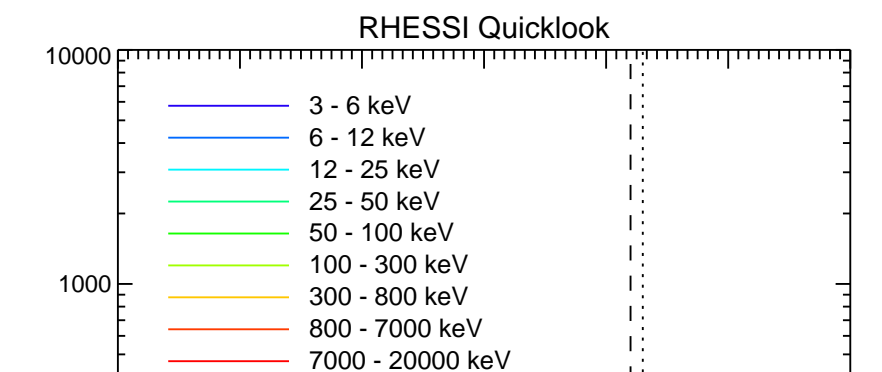 RHESSI Quicklook
10000
3 - 6 keV
6 - 12 keV
12 - 25 keV
25 - 50 keV
50 - 100 keV
100 - 300 keV
1000
300 - 800 keV
800 - 7000 keV
7000 - 20000 keV